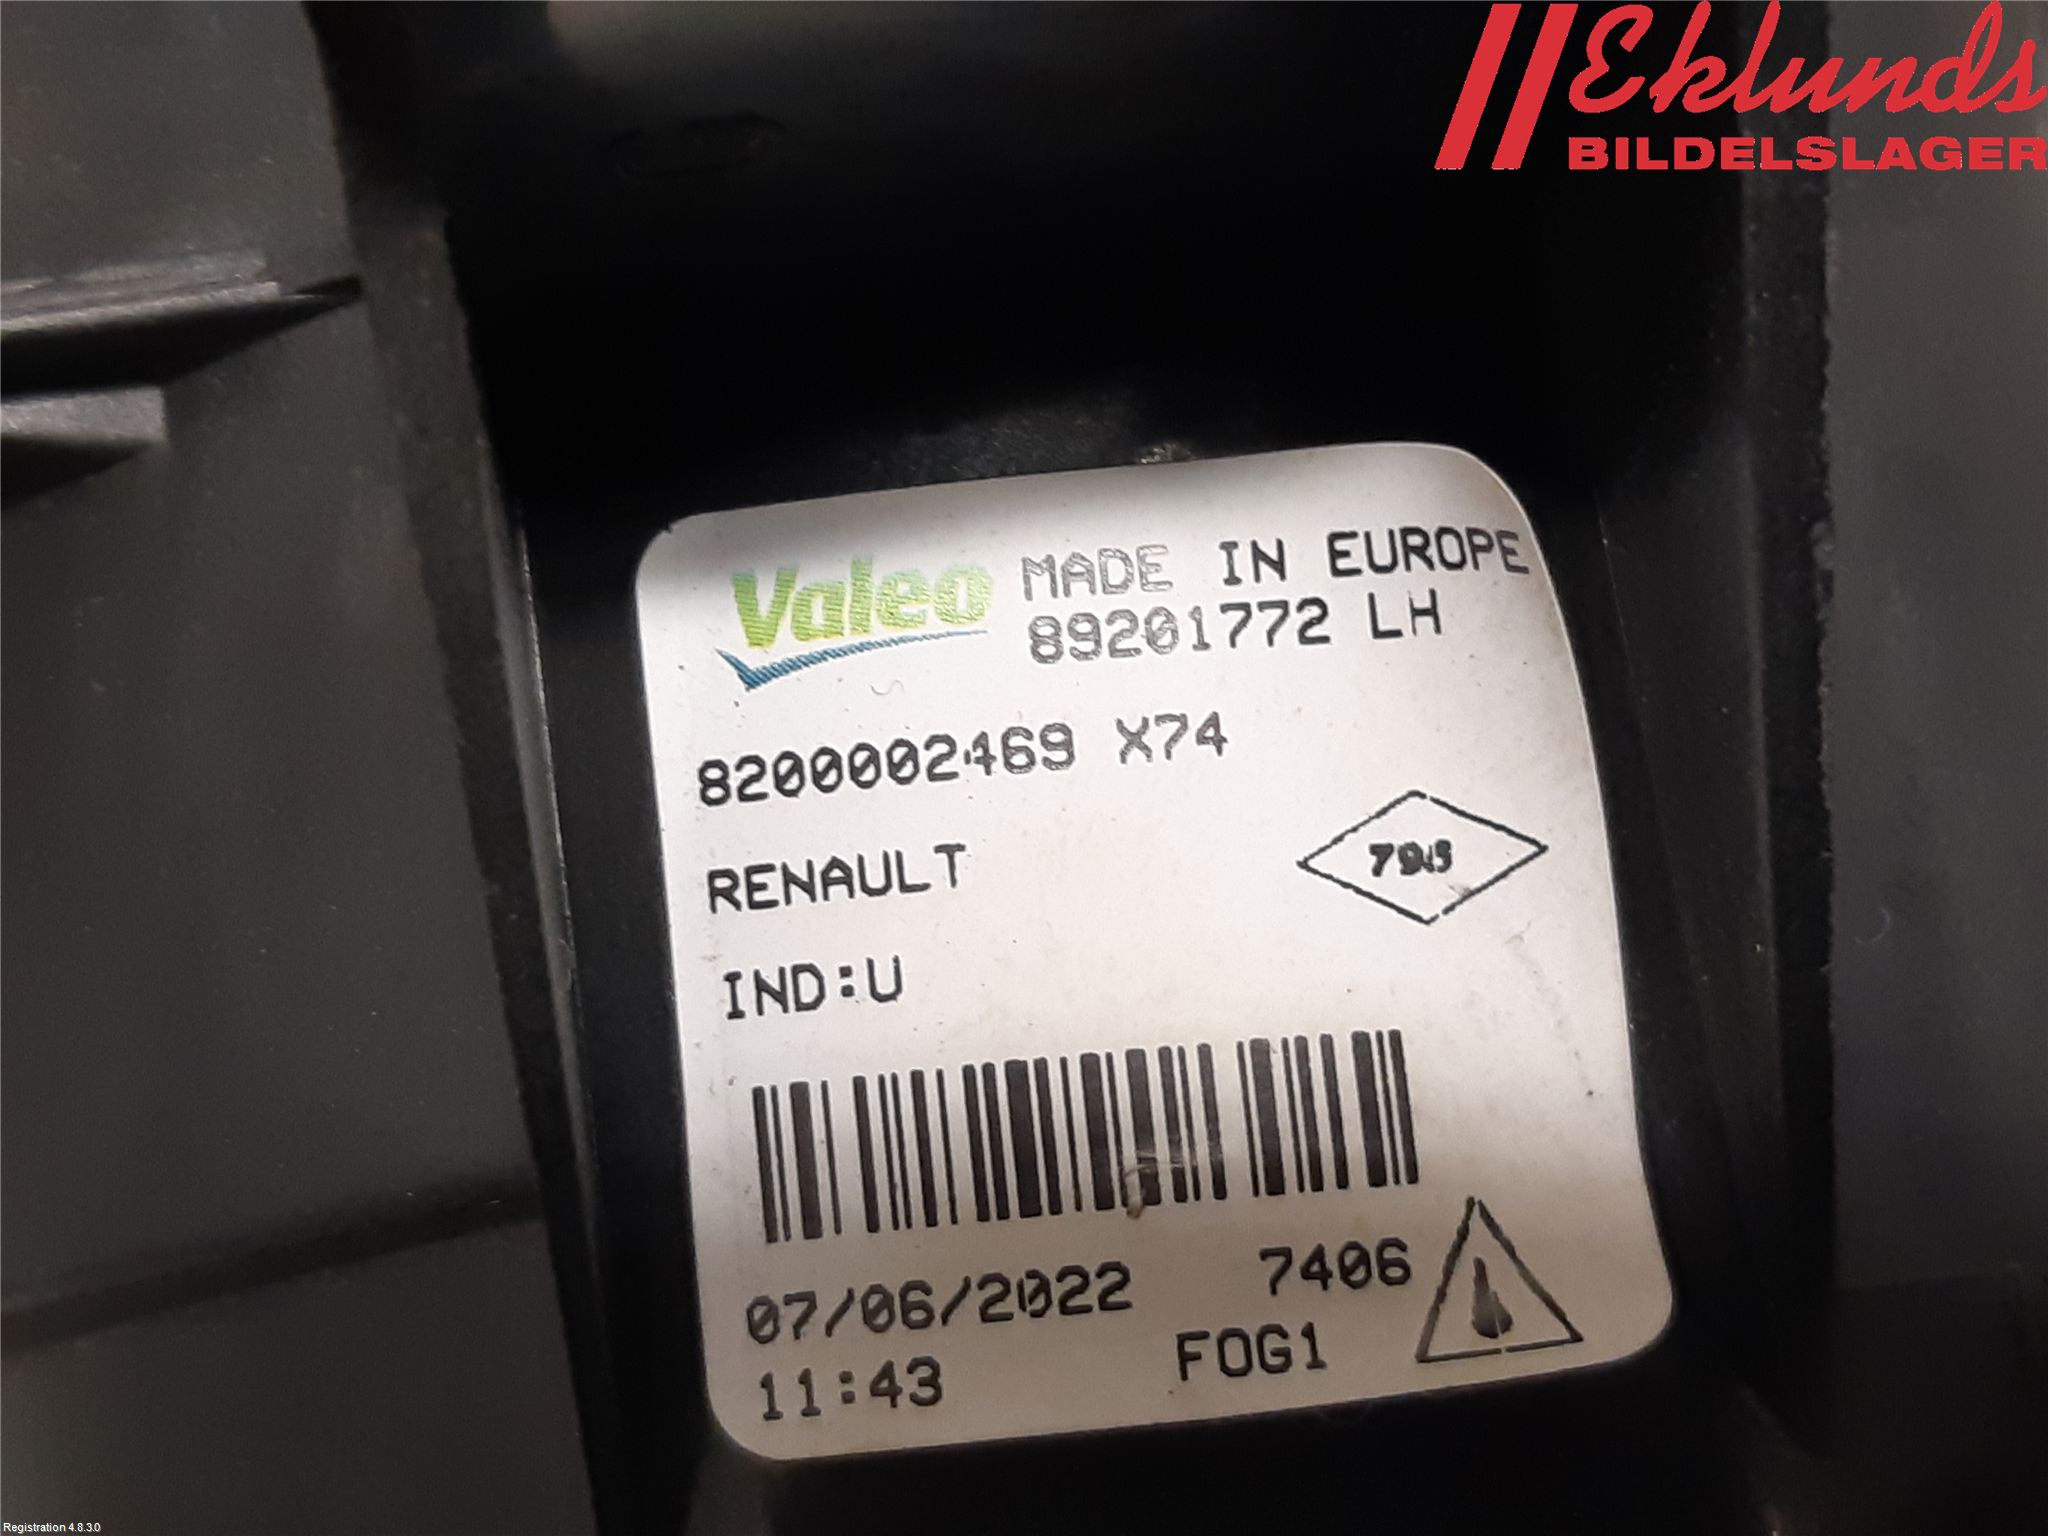 Eklunds
BILDELSLAGER
Valeo
MADE IN EUROPE
89201772 LH
8200002469 X74
RENAULT
IND:U
07/06/2022 7406
11:43 FOG1
Registration 4.8.3.0